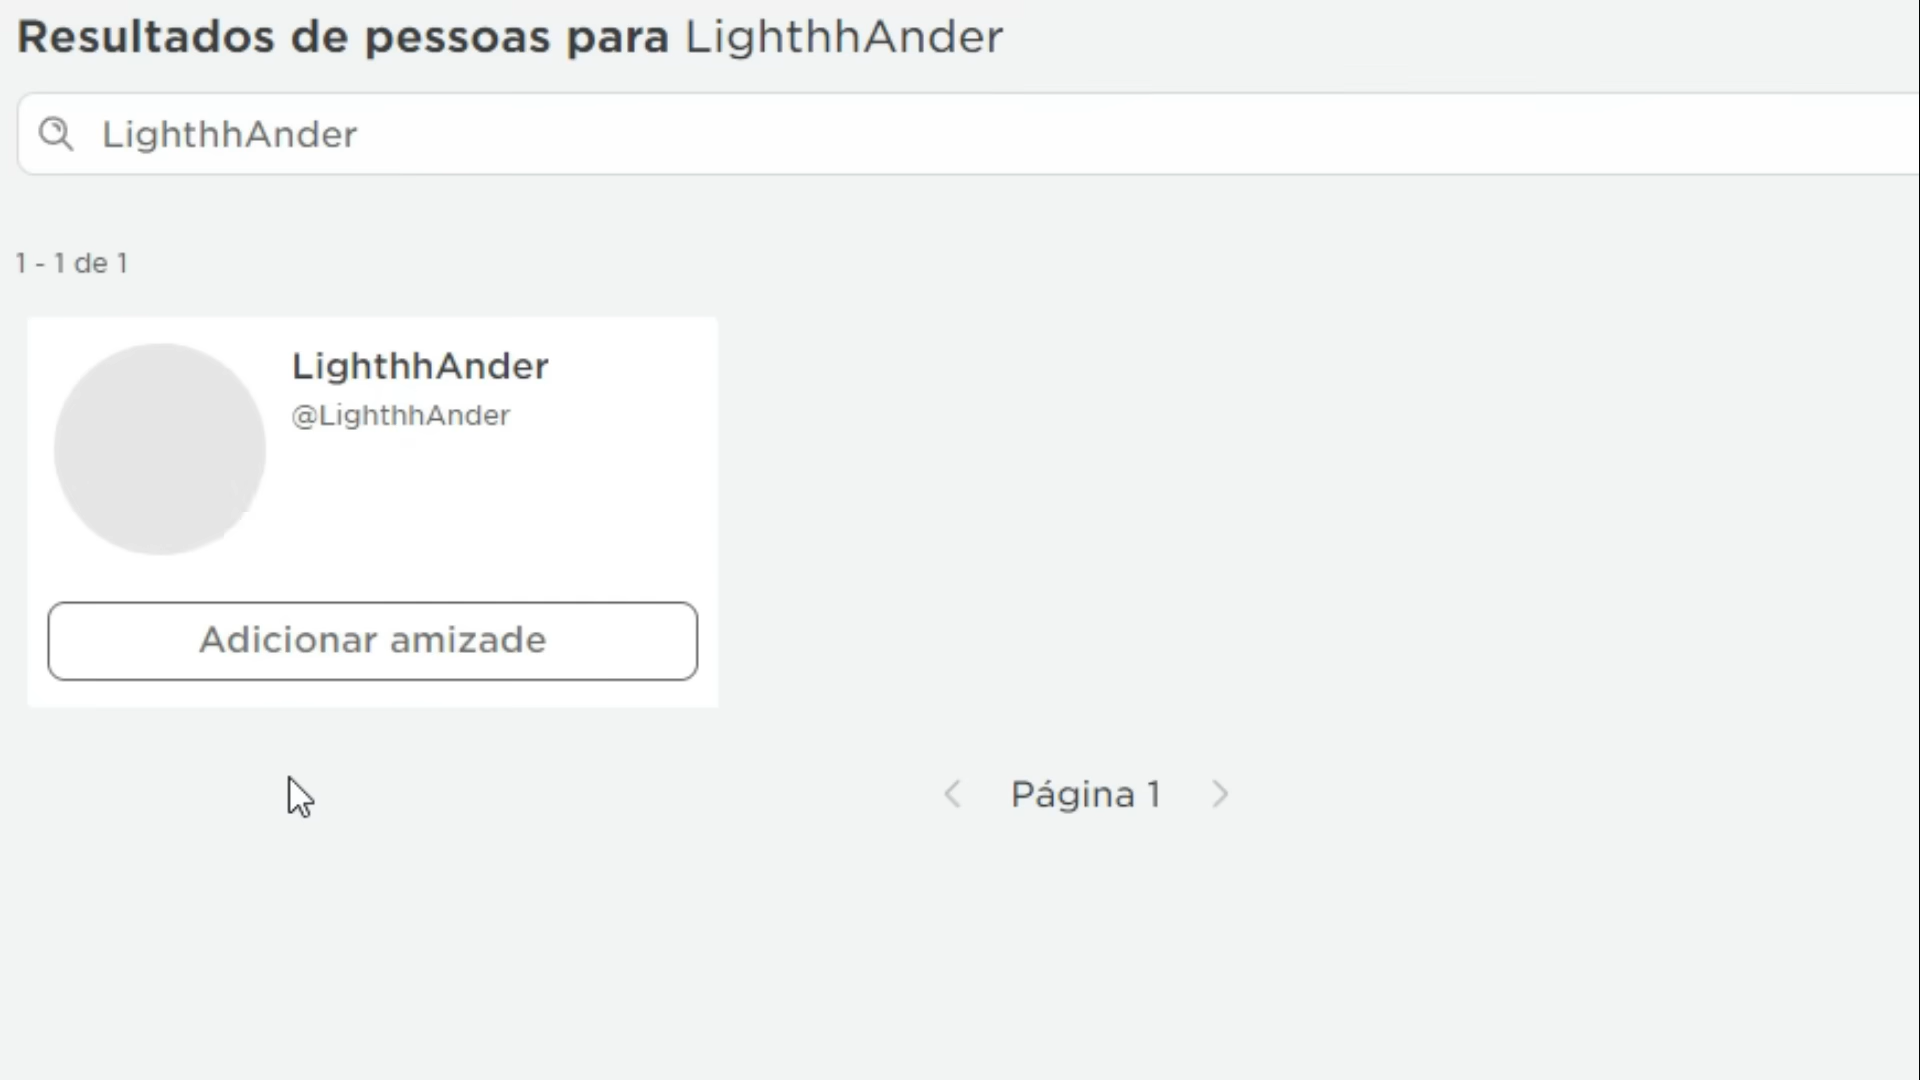 Resultados de pessoas para LighthhAnder
LighthhAnder
1 - 1 de 1
LighthhAnder
@LighthhAnder
Adicionar amizade
Página 1